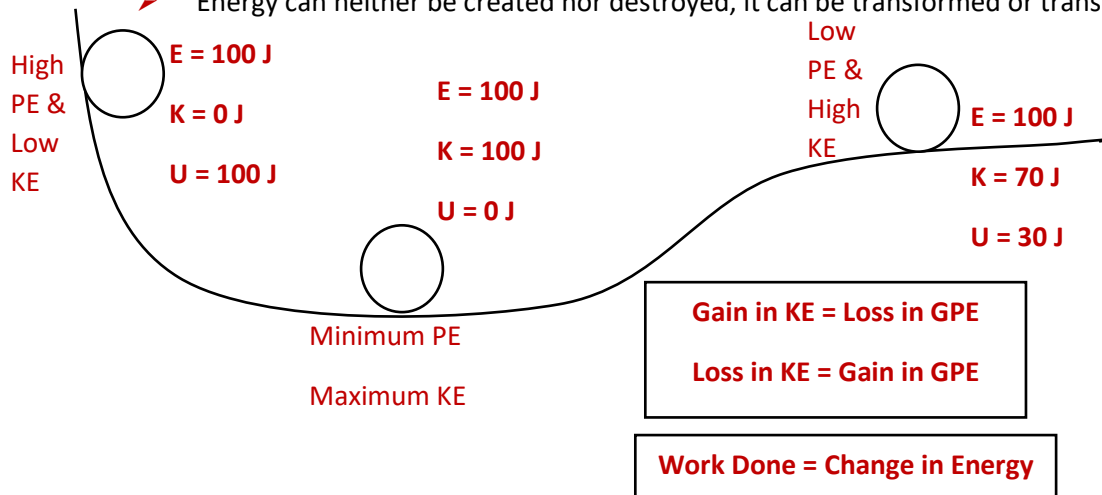 Energy can neither be created nor destroyed, it can be transformed or trans
High
PE &
Low
KE
E = 100 J
K = 0 J
U = 100 J
E = 100 J
K = 100 J
U = 0 J
Minimum PE
Maximum KE
Low
PE &
High
KE
E = 100 J
K = 70 J
U = 30 J
Gain in KE = Loss in GPE
Loss in KE = Gain in GPE
Work Done = Change in Energy